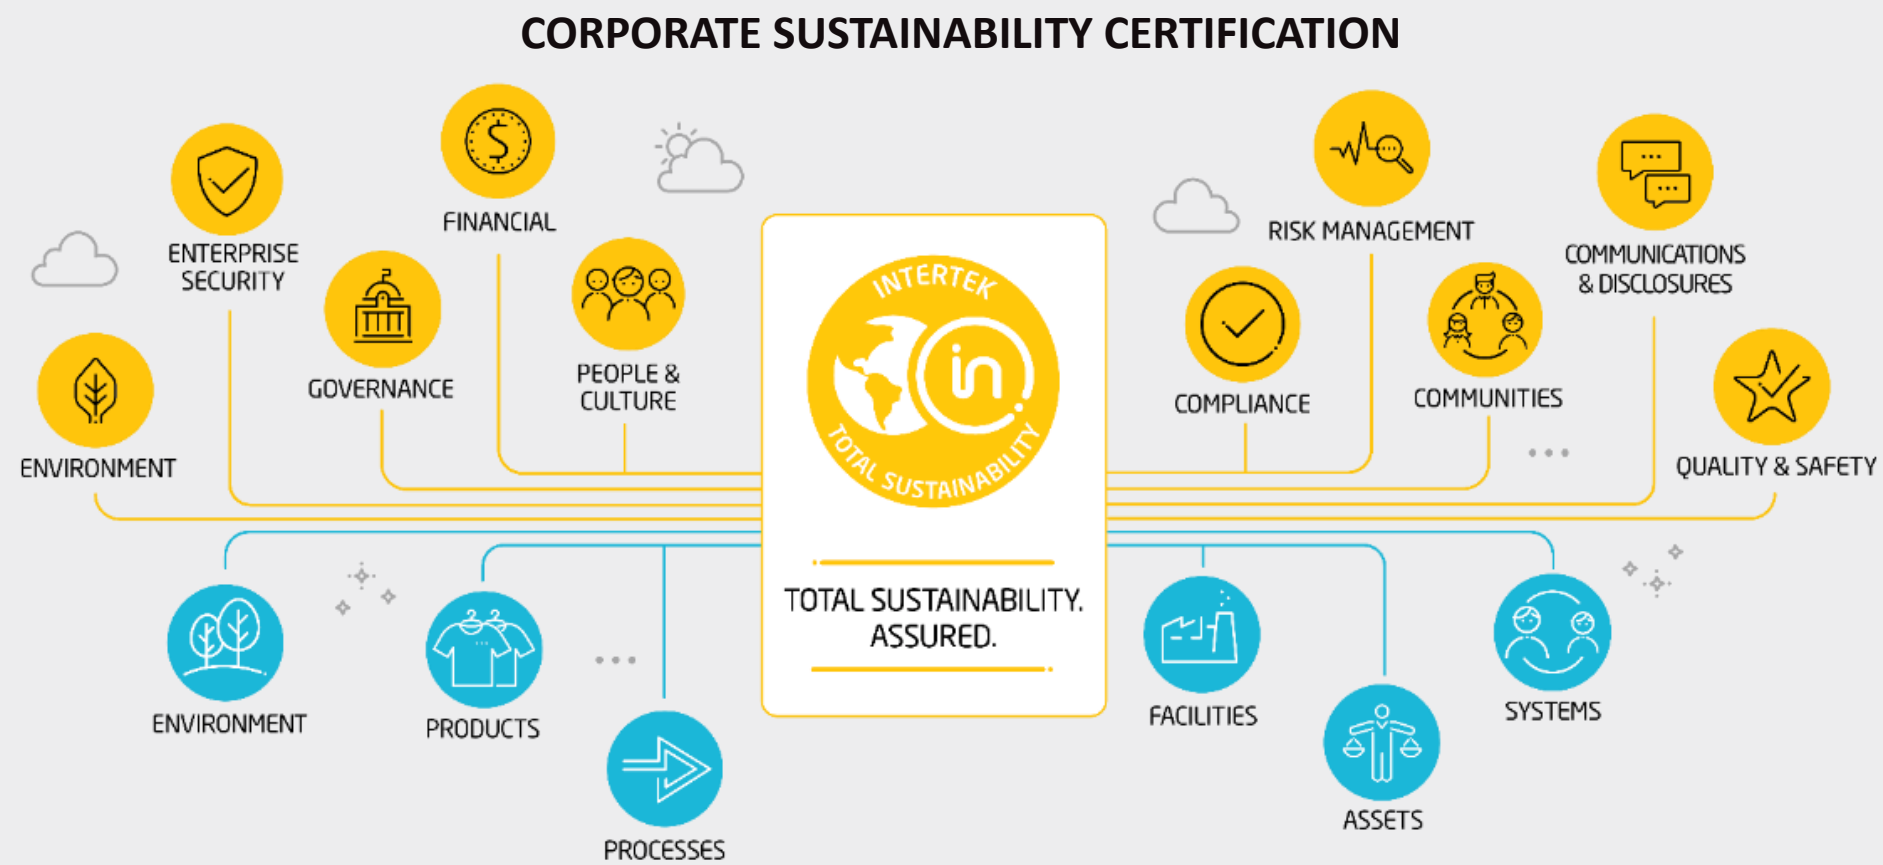 CORPORATE SUSTAINABILITY CERTIFICATION
FINANCIAL
ENTERPRISE
SECURITY
GOVERNANCE
PEOPLE &
CULTURE
ENVIRONMENT
INTERTEK
in
TOTAL SUSTAINABILITY
TOTAL SUSTAINABILITY.
ASSURED.
RISK MANAGEMENT
COMMUNICATIONS
& DISCLOSURES
COMPLIANCE
COMMUNITIES
QUALITY & SAFETY
ENVIRONMENT
PRODUCTS
PROCESSES
FACILITIES
ASSETS
SYSTEMS